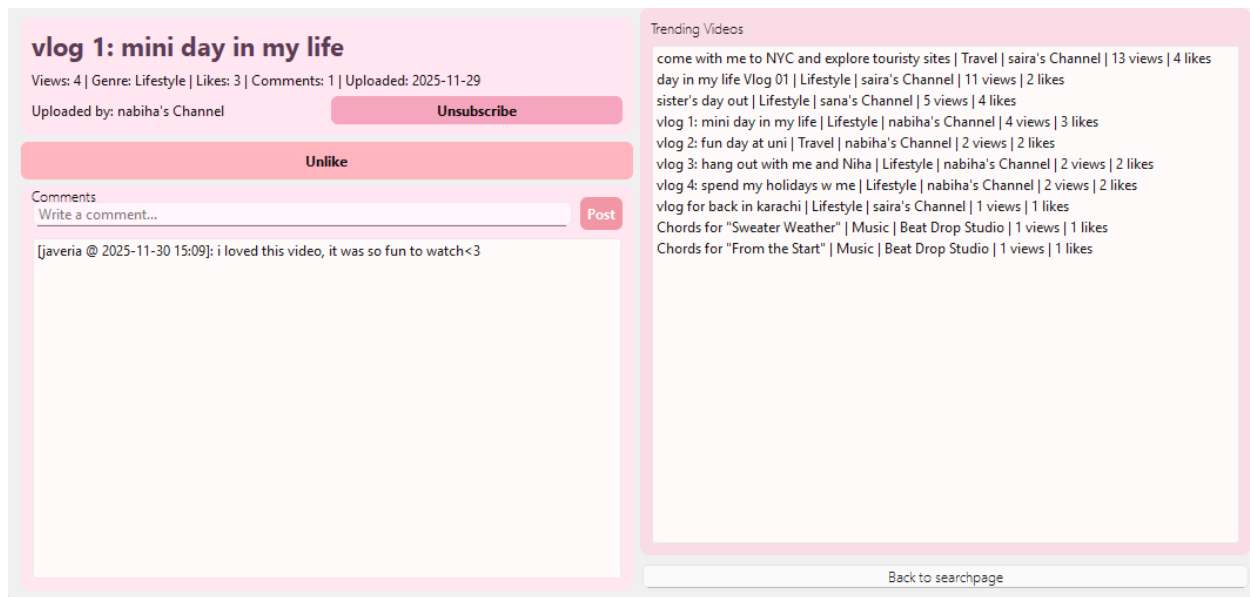 vlog 1: mini day in my life
Views: 4 | Genre: Lifestyle | Likes: 3 | Comments: 1 | Uploaded: 2025-11-29
Uploaded by: nabiha's Channel
Unsubscribe
Unlike
Comments
Write a comment...
Post
[javeria @ 2025-11-30 15:09]: i loved this video, it was so fun to watch<3
Trending Videos
come with me to NYC and explore touristy sites | Travel | saira's Channel | 13 views | 4 likes
day in my life Vlog 01 | Lifestyle | saira's Channel | 11 views | 2 likes
sister's day out | Lifestyle | sana's Channel | 5 views | 4 likes
vlog 1: mini day in my life | Lifestyle | nabiha's Channel | 4 views | 3 likes
vlog 2: fun day at uni | Travel | nabiha's Channel | 2 views | 2 likes
vlog 3: hang out with me and Niha | Lifestyle | nabiha's Channel | 2 views | 2 likes
vlog 4: spend my holidays w me | Lifestyle | nabiha's Channel | 2 views | 2 likes
vlog for back in karachi | Lifestyle | saira's Channel | 1 views | 1 likes
Chords for "Sweater Weather" | Music | Beat Drop Studio | 1 views | 1 likes
Chords for "From the Start" | Music | Beat Drop Studio | 1 views | 1 likes
Back to searchpage